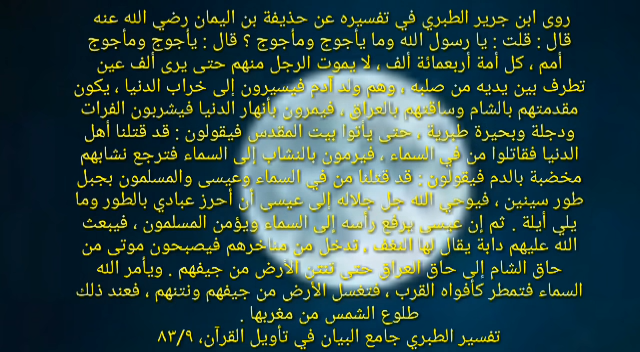 روى ابن جرير الطبري في تفسيره عن حذيفة بن اليمان رضي الله عنه
قال : قلت : يا رسول الله وما يأجوج ومأجوج ؟ قال : يأجوج ومأجوج
أمم ، كل أمة أربعمائة ألف ، لا يموت الرجل منهم حتى يرى ألف عين
تطرف بين يديه من صلبه ، وهم ولد آدم فيسيرون إلى خراب الدنيا ، يكون
مقدمتهم بالشام وساقتهم بالعراق ، فيمرون بأنهار الدنيا فيشربون الفرات
ودجلة وبحيرة طبرية ، حتى يأتوا بيت المقدس فيقولون : قد قتلنا أهل
الدنيا فقاتلوا من في السماء ، فيرمون بالنشاب إلى السماء فترجع نشابهم
مخضبة بالدم فيقولون : قد قتلنا من في السماء وعيسى والمسلمون بجبل
طور سينين ، فيوحي الله جل جلاله إلى عيسى أن أحرز عبادي بالطور وما
يلي أيلة . ثم إن عيسى يرفع رأسه إلى السماء ويؤمن المسلمون ، فيبعث
الله عليهم دابة يقال لها النغف ، تدخل من مناخرهم فيصبحون موتى من
حاق الشام إلى حاق العراق حتى تنتن الأرض من جيفهم . ويأمر الله
السماء فتمطر كأفواه القرب ، فتغسل الأرض من جيفهم ونتنهم ، فعند ذلك
طلوع الشمس من مغربها .
تفسير الطبري جامع البيان في تأويل القرآن، ٨٣/٩